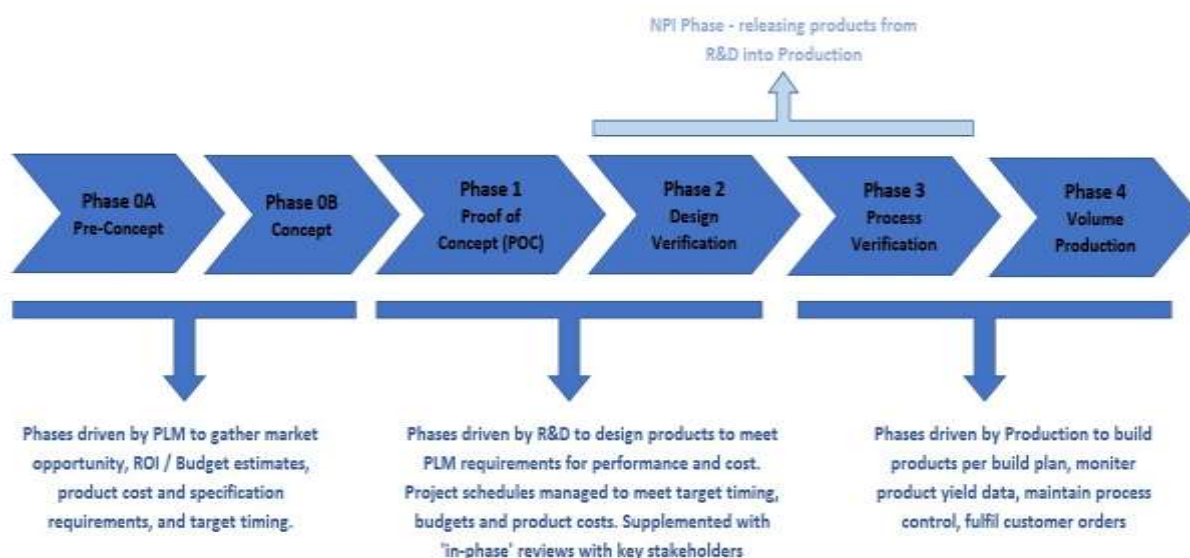 NPI Phase - releasing products from
R&D into Production
Phase 0A
Pre-Concept
Phase 0B
Concept
Phase 1
Proof of
Concept (POC)
Phase 2
Design
Verification
Phase 3
Process
Verification
Phase 4
Volume
Production
Phases driven by PLM to gather market
opportunity, ROI / Budget estimates,
product cost and specification
requirements, and target timing.
Phases driven by R&D to design products to meet
PLM requirements for performance and cost.
Project schedules managed to meet target timing,
budgets and product costs. Supplemented with
'in-phase' reviews with key stakeholders
Phases driven by Production to build
products per build plan, moniter
product yield data, maintain process
control, fulfil customer orders